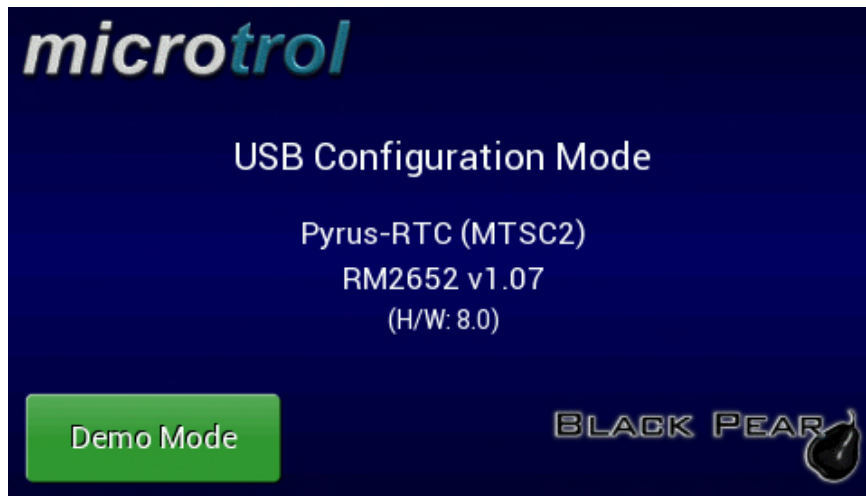 microtrol
USB Configuration Mode
Pyrus-RTC (MTSC2)
RM2652 v1.07
(H/W: 8.0)
Demo Mode
BLACK PEAR